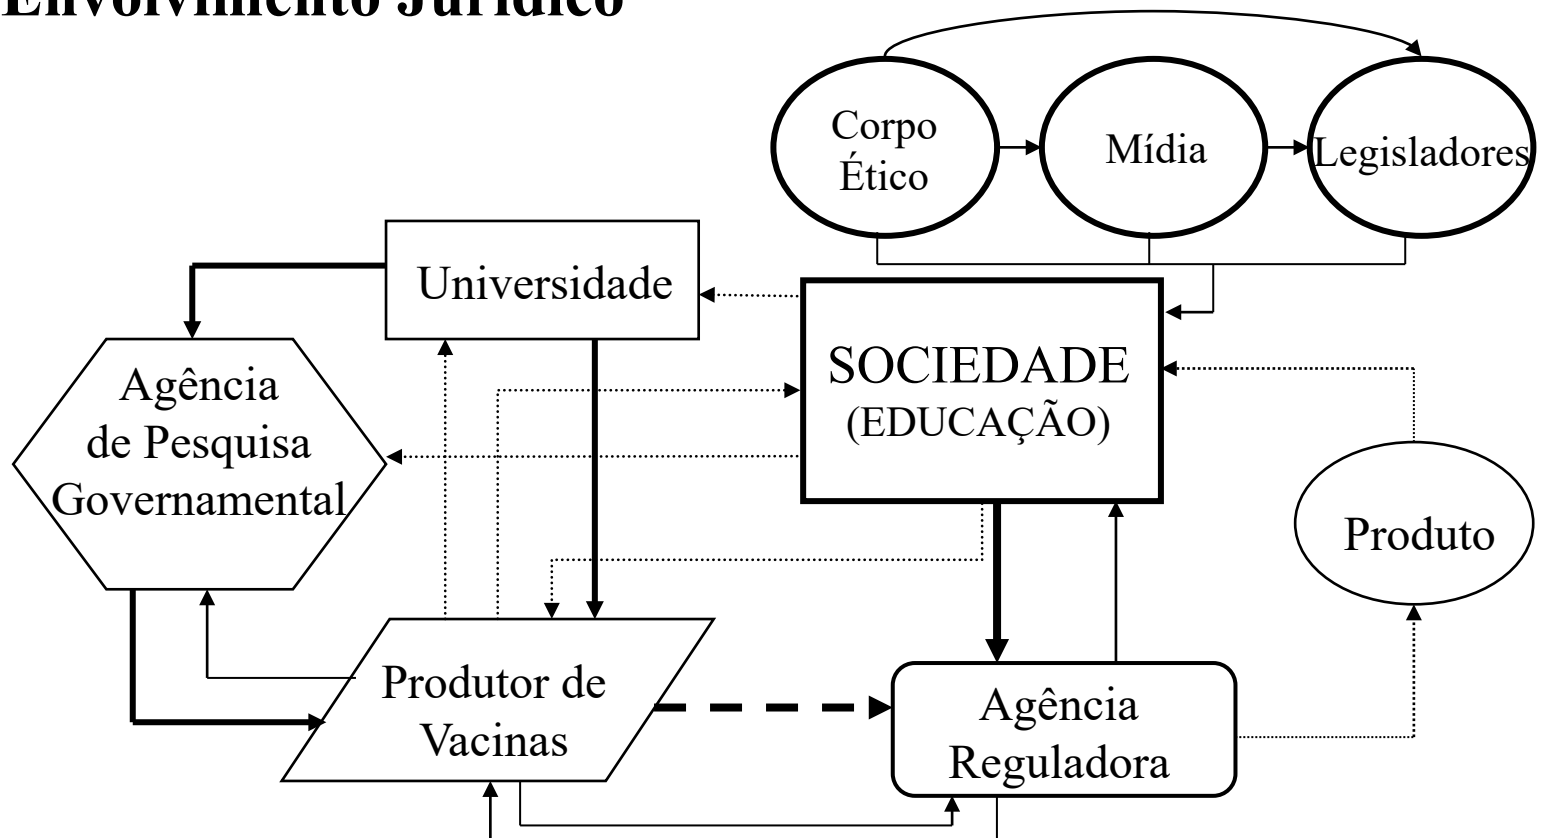 Envolvimento Jurídico
Corpo
Ético
Mídia
Legisladores
Universidade
SOCIEDADE
(EDUCAÇÃO)
Agência
de Pesquisa
Governamental
Produto
Produtor de
Vacinas
Agência
Reguladora